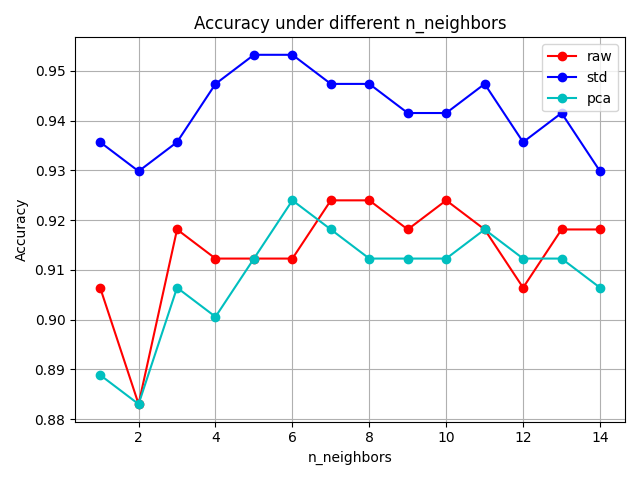 Accuracy under different n_neighbors
raw
std
pca
Accuracy
0.95
0.94
0.93
0.92
0.91
0.90
0.89
0.88
2 4 6 8 10 12 14
n_neighbors